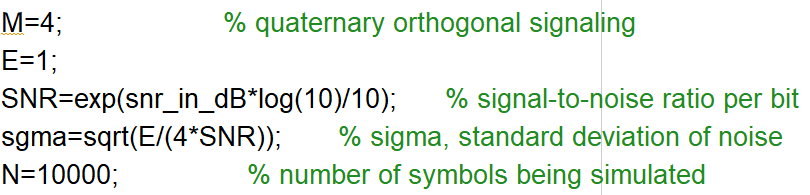 M=4; % quaternary orthogonal signaling
E=1;
SNR=exp(snr_in_dB*log(10)/10); % signal-to-noise ratio per bit
sgma=sqrt(E/(4*SNR)); % sigma, standard deviation of noise
N=10000; % number of symbols being simulated